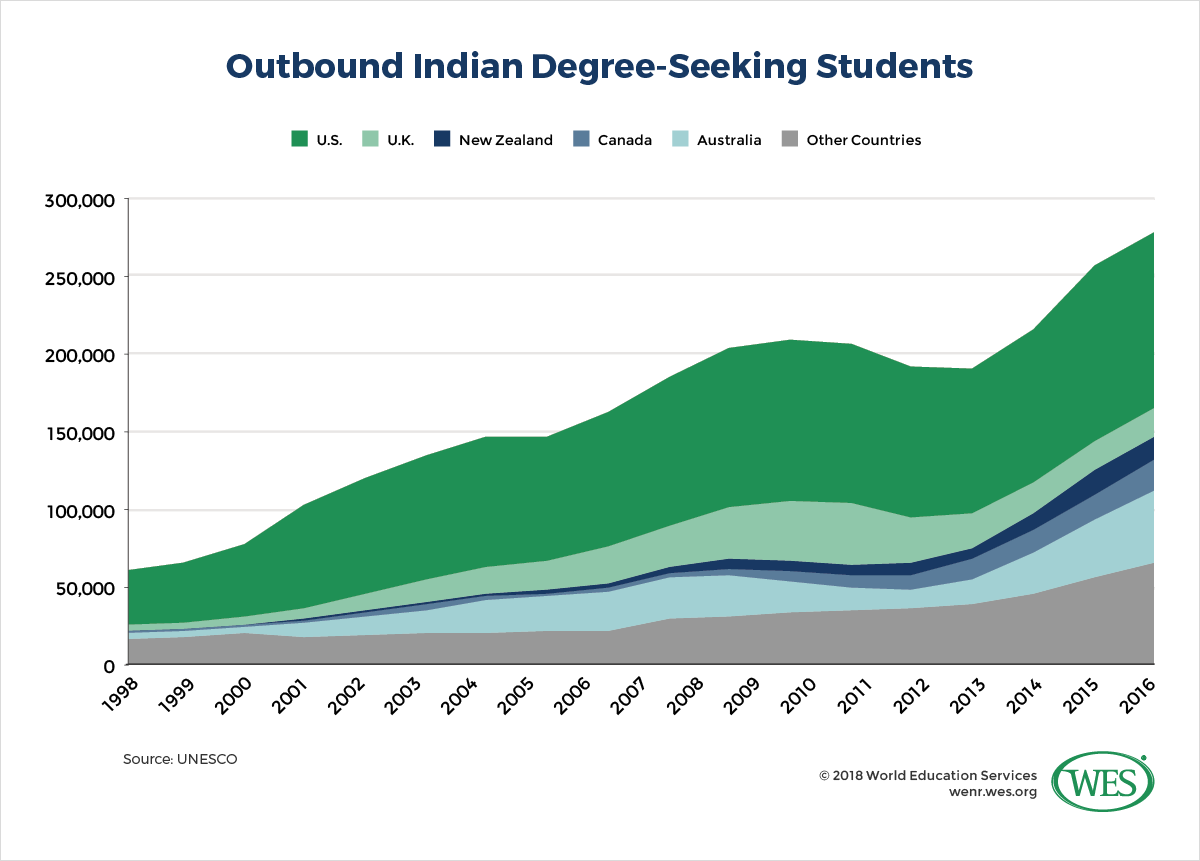 Outbound Indian Degree-Seeking Students
U.S. U.K. New Zealand Canada Australia Other Countries
300,000
250,000
200,000
150,000
100,000
50,000
0
1998 1999 2000 2001 2002 2003 2004 2005 2006 2007 2008 2009 2010 2011 2012 2013 2014 2015 2016
Source: UNESCO
© 2018 World Education Services
wenr.wes.org
WES